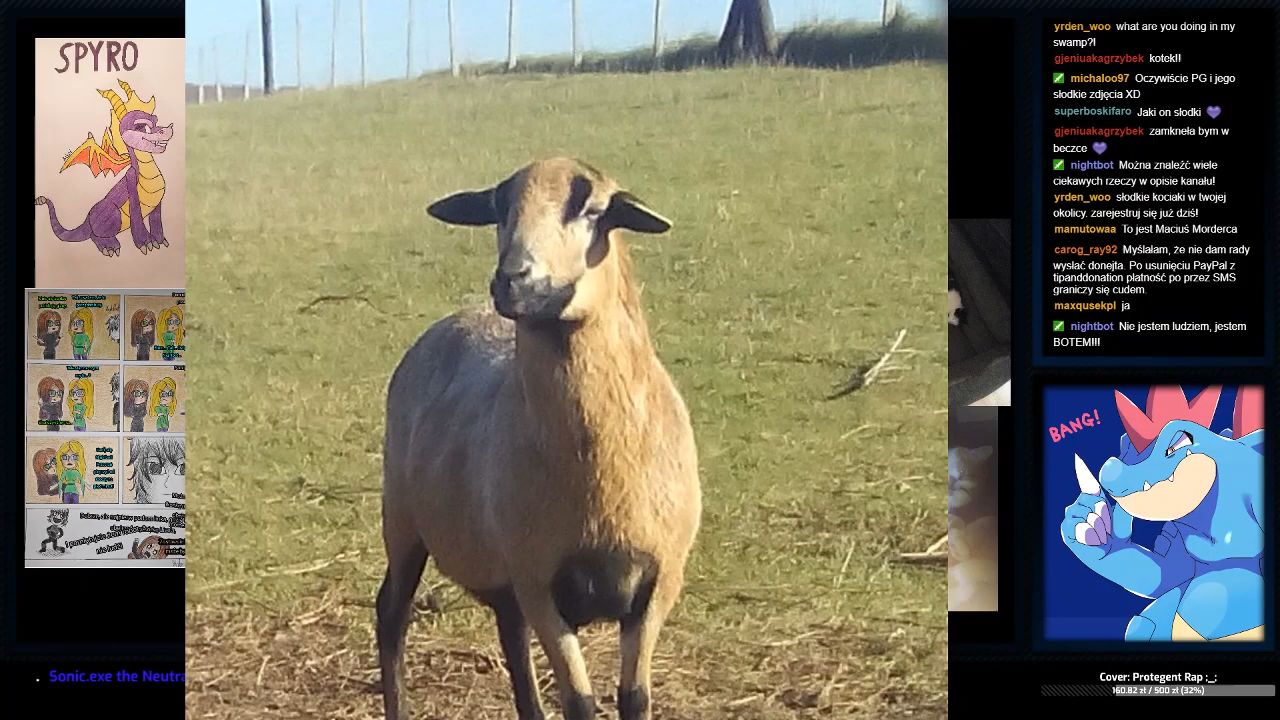 SPYRO
yrden_woo what are you doing in my
swamp?!
gjeniuakagrzybek kotek!!
michaloo97 Oczywiście PG i jego
słodkie zdjęcia XD
superboskifaro Jaki on słodki
gjeniuakagrzybek zamkneła bym w
beczce
nightbot Można znaleźć wiele
ciekawych rzeczy w opisie kanału!
yrden_woo słodkie kociaki w twojej
okolicy. zarejestruj się już dziś!
mamutowaa To jest Maciuś Morderca
carog_ray92 Myślałam, że nie dam rady
wysłać donejta. Po usunięciu PayPal z
tipanddonation płatność po przez SMS
graniczy się cudem.
maxqusekpl ja
nightbot Nie jestem ludziem, jestem
BOTEM!!!
BANG!
. Sonic.exe the Neutra
Cover: Protegent Rap :_;
160.82 zł / 500 zł (32%)